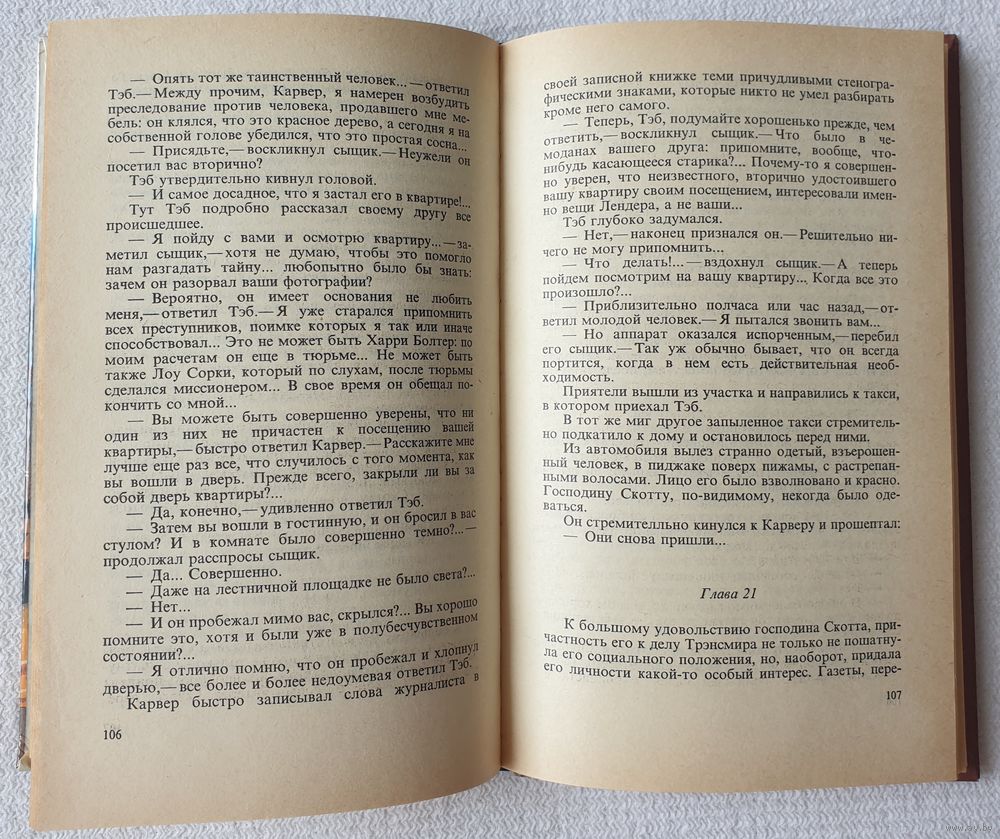 — Опять тот же таинственный человек... — ответил
Тэб.— Между прочим, Карвер, я намерен возбудить
преследование против человека, продавшего мне ме-
бель: он клялся, что это красное дерево, а сегодня я на
собственной голове убедился, что это простая сосна...
— Присядьте,— воскликнул сыщик.— Неужели он
посетил вас вторично?
Тэб утвердительно кивнул головой.
— И самое досадное, что я застал его в квартире!...
Тут Тэб подробно рассказал своему другу все
происшедшее.
— Я пойду с вами и осмотрю квартиру... — за-
метил сыщик,— хотя не думаю, чтобы это помогло
нам разгадать тайну... любопытно было бы знать:
зачем он разорвал ваши фотографии?
— Вероятно, он имеет основания не любить
меня,— ответил Тэб.— Я уже старался припомнить
всех преступников, поимке которых я так или иначе
способствовал... Это не может быть Харри Болтер: по
моим расчетам он еще в тюрьме... Не может быть
также Лоу Сорки, который по слухам, после тюрьмы
сделался миссионером... В свое время он обещал по-
кончить со мной...
— Вы можете быть совершенно уверены, что ни
один из них не причастен к посещению вашей
квартиры,— быстро ответил Карвер.— Расскажите мне
лучше еще раз все, что случилось с того момента, как
вы вошли в дверь. Прежде всего, закрыли ли вы за
собой дверь квартиры?...
— Да, конечно,— удивленно ответил Тэб.
— Затем вы вошли в гостинную, и он бросил в вас
стулом? И в комнате было совершенно темно?...—
продолжал расспросы сыщик.
— Да... Совершенно.
— Даже на лестничной площадке не было света?...
— Нет...
— И он пробежал мимо вас, скрылся?... Вы хорошо
помните это, хотя и были уже в полубесчувственном
состоянии?...
— Я отлично помню, что он пробежал и хлопнул
дверью,— все более и более недоумевая ответил Тэб.
Карвер быстро записывал слова журналиста в
106
своей записной книжке теми причудливыми стеногра-
фическими знаками, которые никто не умел разбирать
кроме него самого.
— Теперь, Тэб, подумайте хорошенько прежде, чем
ответить,— воскликнул сыщик.— Что было в че-
моданах вашего друга: припомните, вообще, что-
нибудь касающееся старика?... Почему-то я совершен-
но уверен, что неизвестного, вторично удостоившего
вашу квартиру своим посещением, интересовали имен-
но вещи Лендера, а не ваши...
Тэб глубоко задумался.
— Нет,— наконец признался он.— Решительно ни-
чего не могу припомнить...
— Что делать!... — вздохнул сыщик.— А теперь
пойдем посмотрим на вашу квартиру... Когда все это
произошло?...
— Приблизительно полчаса или час назад,— от-
ветил молодой человек.— Я пытался звонить вам...
— Но аппарат оказался испорченным,— перебил
его сыщик.— Так уж обычно бывает, что он всегда
портится, когда в нем есть действительная необ-
ходимость.
Приятели вышли из участка и направились к такси,
в котором приехал Тэб.
В тот же миг другое запыленное такси стремитель-
но подкатило к дому и остановилось перед ними.
Из автомобиля вылез странно одетый, взъерошен-
ный человек, в пиджаке поверх пижамы, с растрепан-
ными волосами. Лицо его было взволновано и красно.
Господину Скотту, по-видимому, некогда было оде-
ваться.
Он стремителльно кинулся к Карверу и прошептал:
— Они снова пришли...
Глава 21
К большому удовольствию господина Скотта, при-
частность его к делу Трэнсмира не только не пошатну-
ла его социального положения, но, наоборот, придала
его личности какой-то особый интерес. Газеты, пере-
107
www.ay.by